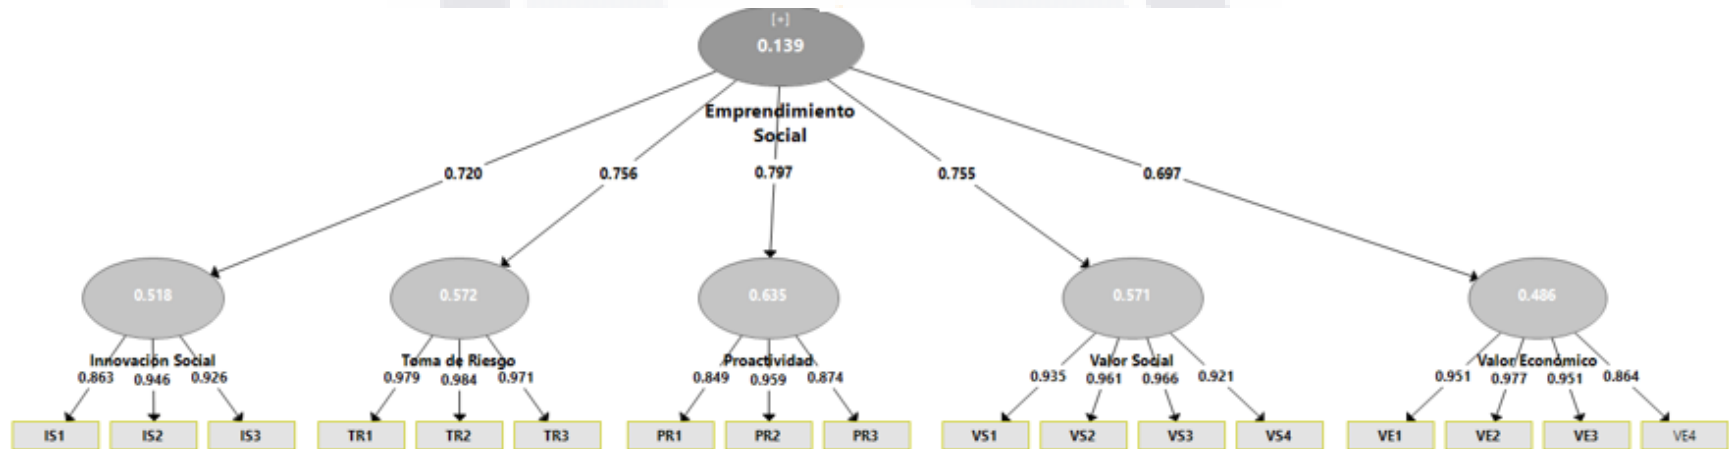 [+]
0.139
Emprendimiento
Social
0.720 0.756 0.797 0.755 0.697
0.518 0.572 0.635 0.571 0.486
Innovación Social Toma de Riesgo Proactividad Valor Social Valor Económico
0.863 0.946 0.926 0.979 0.984 0.971 0.849 0.959 0.874 0.935 0.961 0.966 0.921 0.951 0.977 0.951 0.864
IS1 IS2 IS3 TR1 TR2 TR3 PR1 PR2 PR3 VS1 VS2 VS3 VS4 VE1 VE2 VE3 VE4